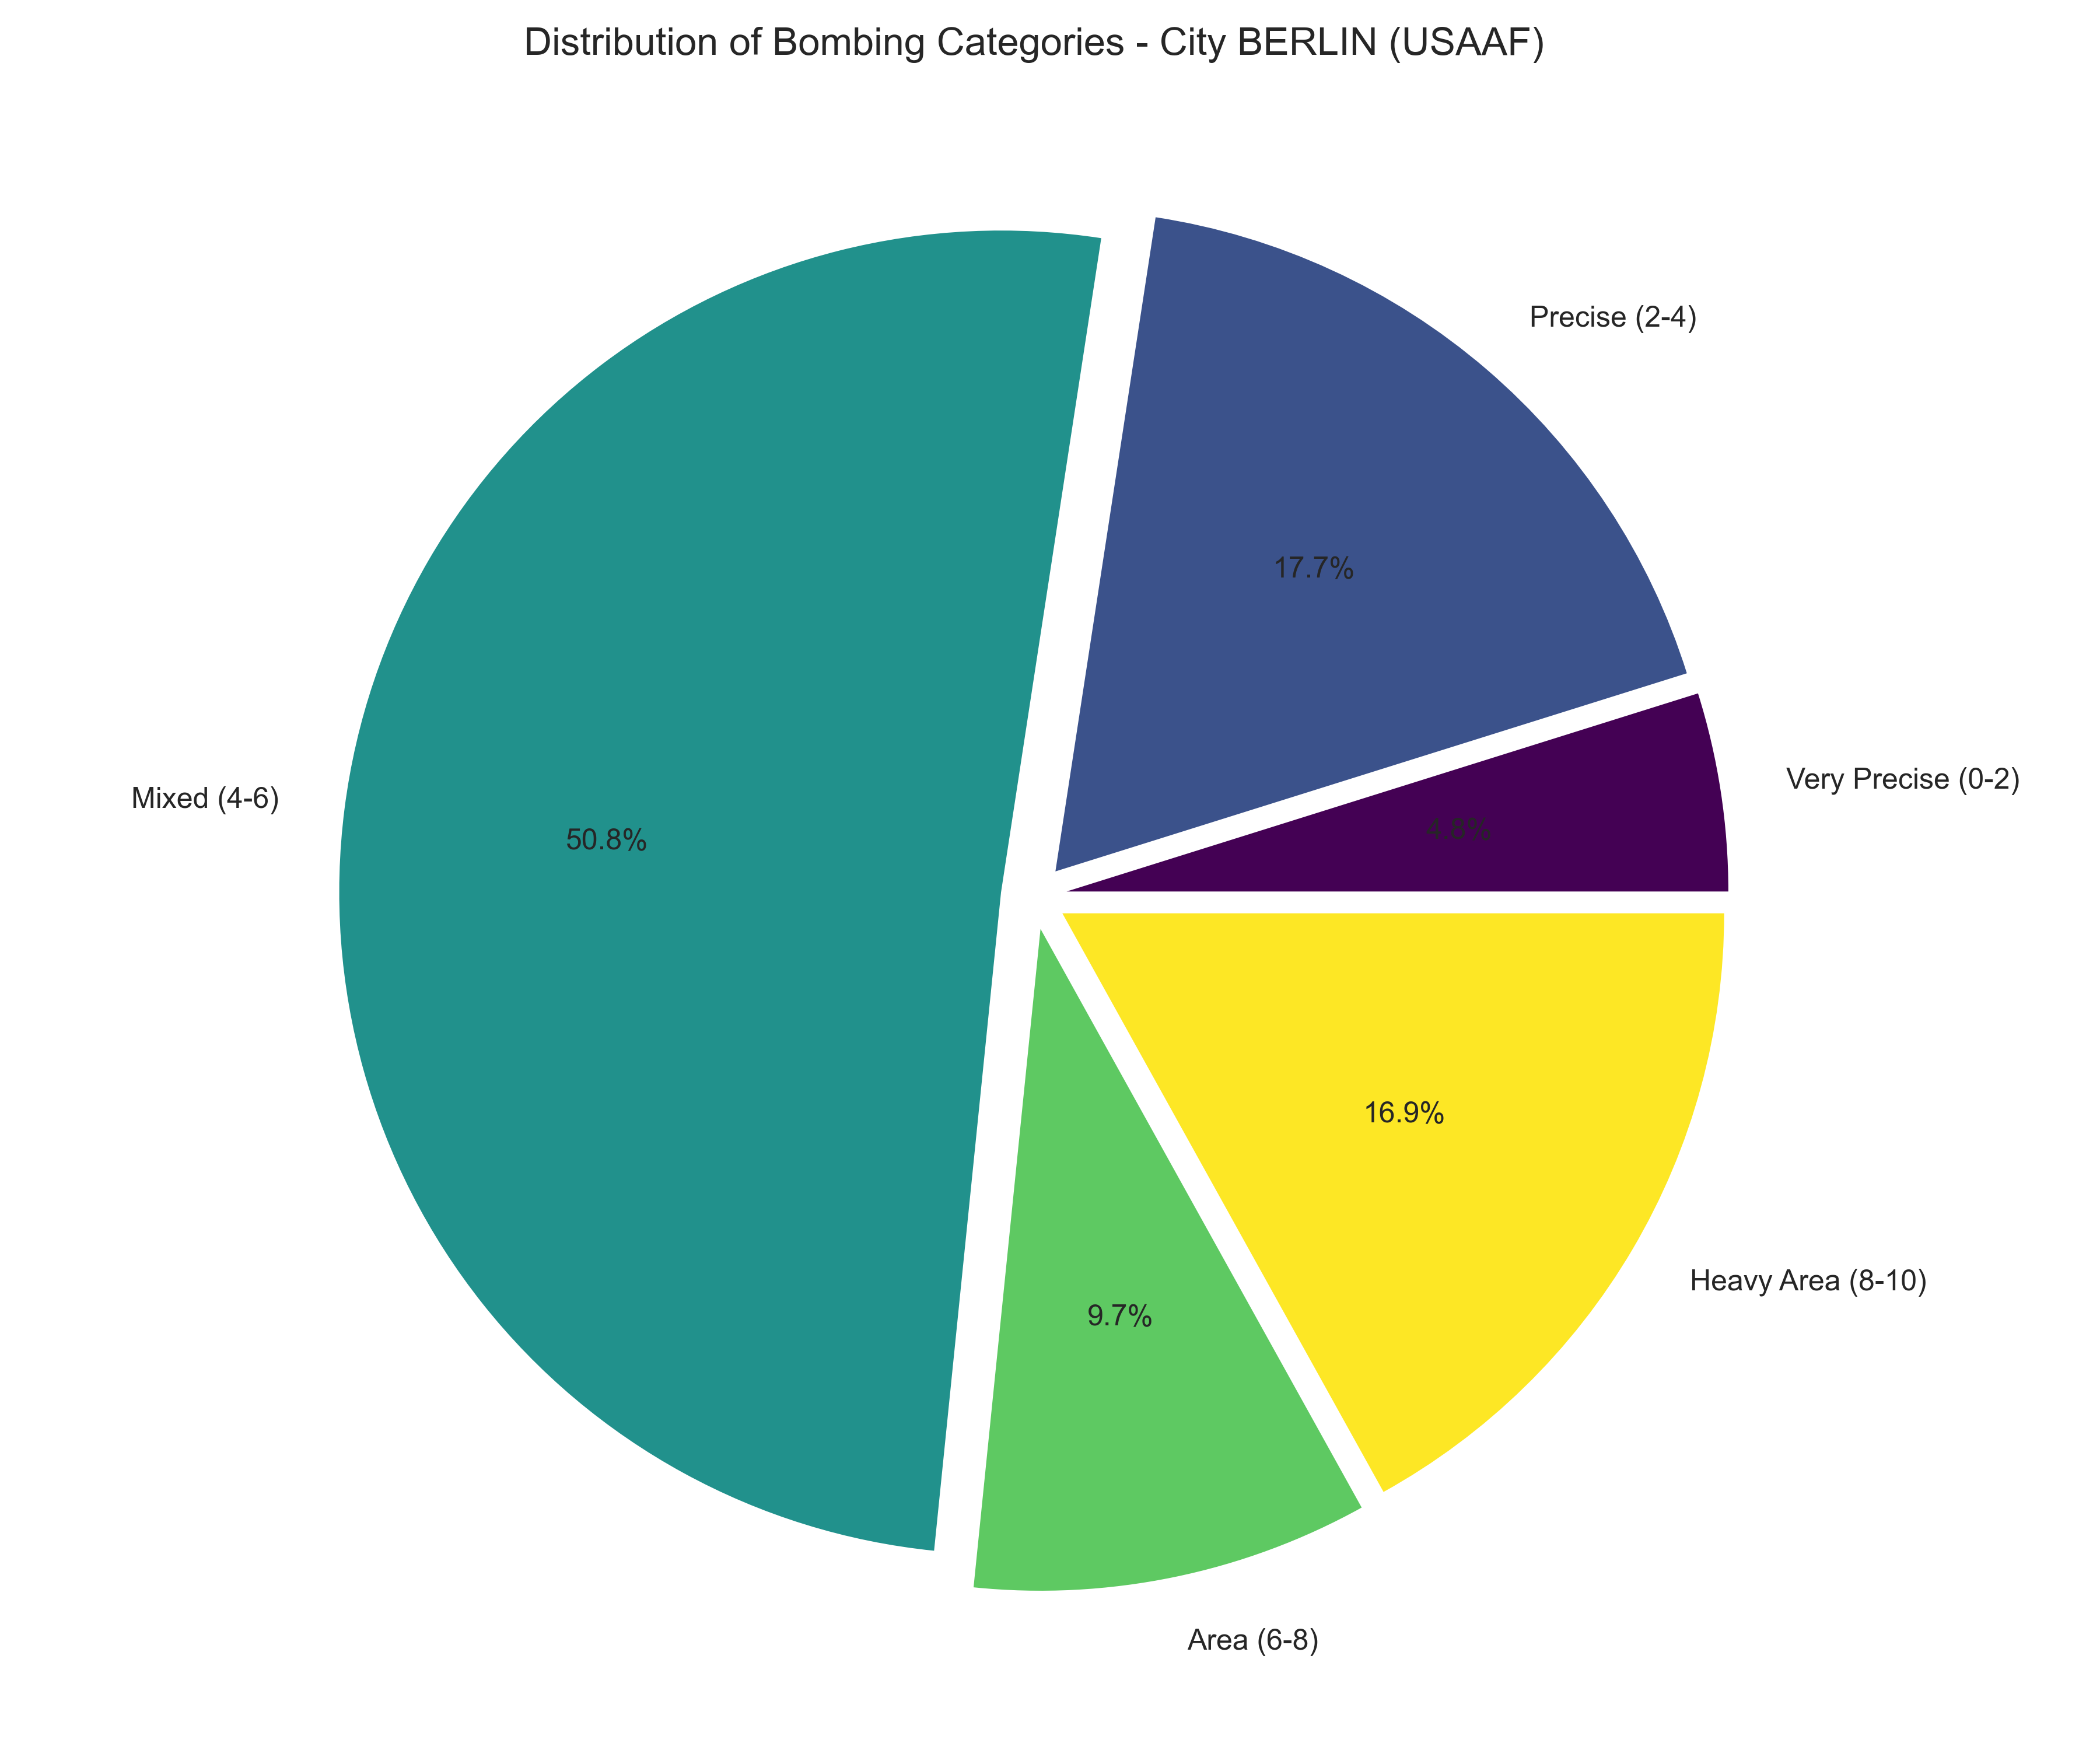 Distribution of Bombing Categories - City BERLIN (USAAF)
Precise (2-4)
17.7%
Very Precise (0-2)
4.8%
Mixed (4-6)
50.8%
16.9%
Heavy Area (8-10)
9.7%
Area (6-8)